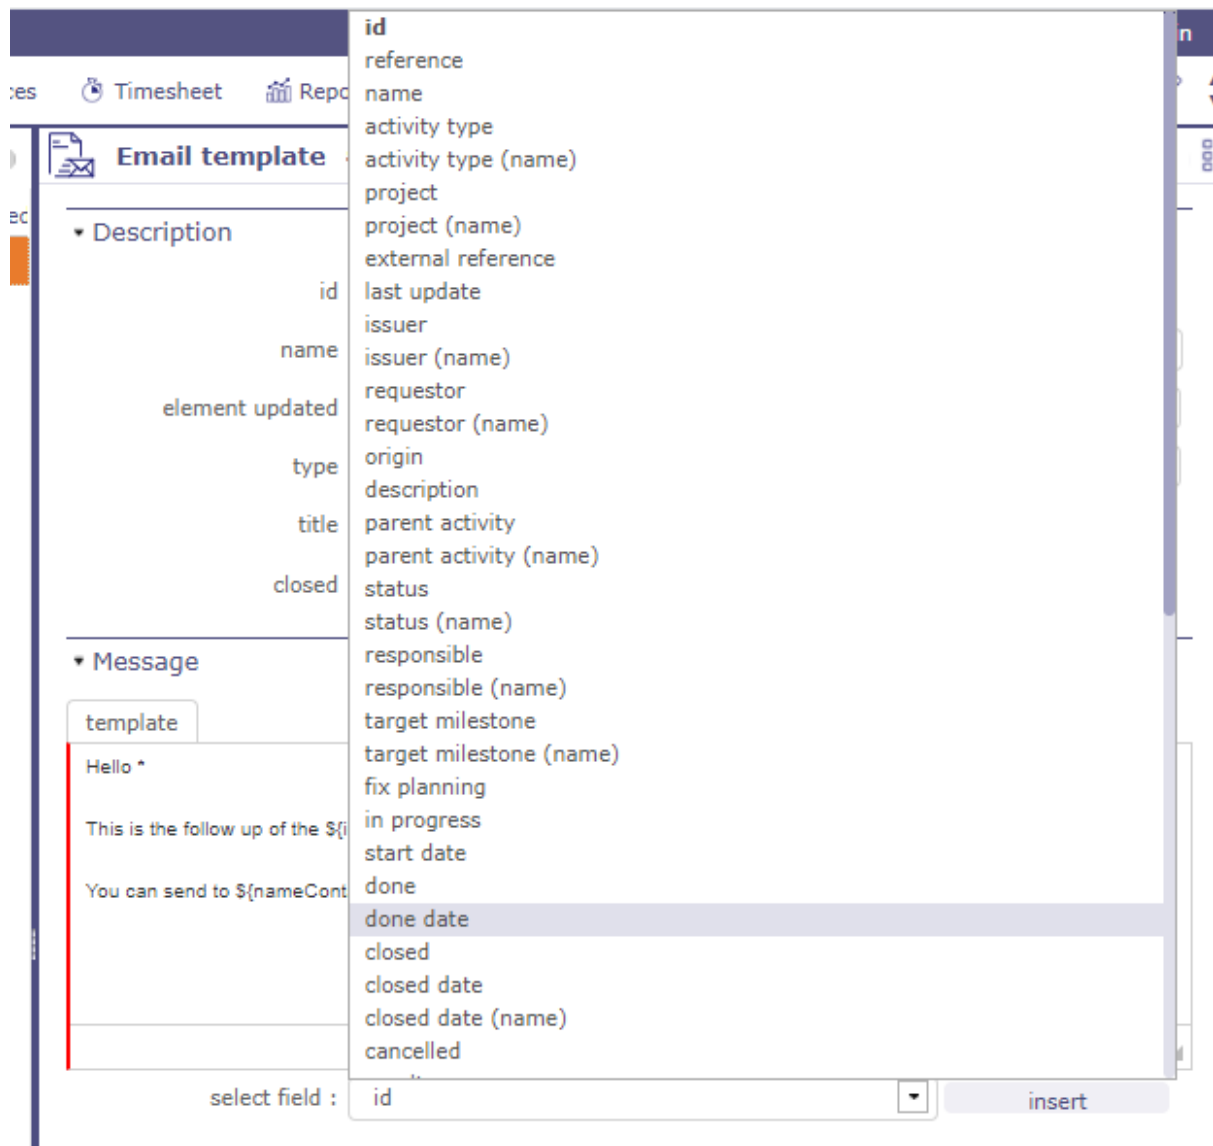 in
Timesheet
Email template
Description
id
name
element updated
type
title
closed
Message
template
Hello *
This is the follow up of the
You can send to
id
reference
name
activity type
activity type (name)
project
project (name)
external reference
last update
issuer
issuer (name)
requestor
requestor (name)
origin
description
parent activity
parent activity (name)
status
status (name)
responsible
responsible (name)
target milestone
target milestone (name)
fix planning
in progress
start date
done
done date
closed
closed date
closed date (name)
cancelled
select field : id
insert